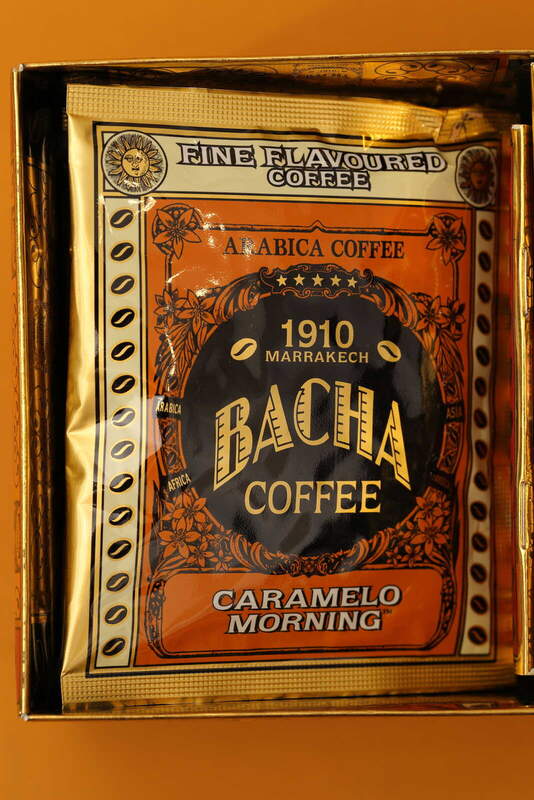 FINE FLAVOURED
COFFEE
ARABICA COFFEE
1910
MARRAKECH
ARABICA
ASIA
BACHA
AFRICA
COFFEE
CARAMELO
MORNING